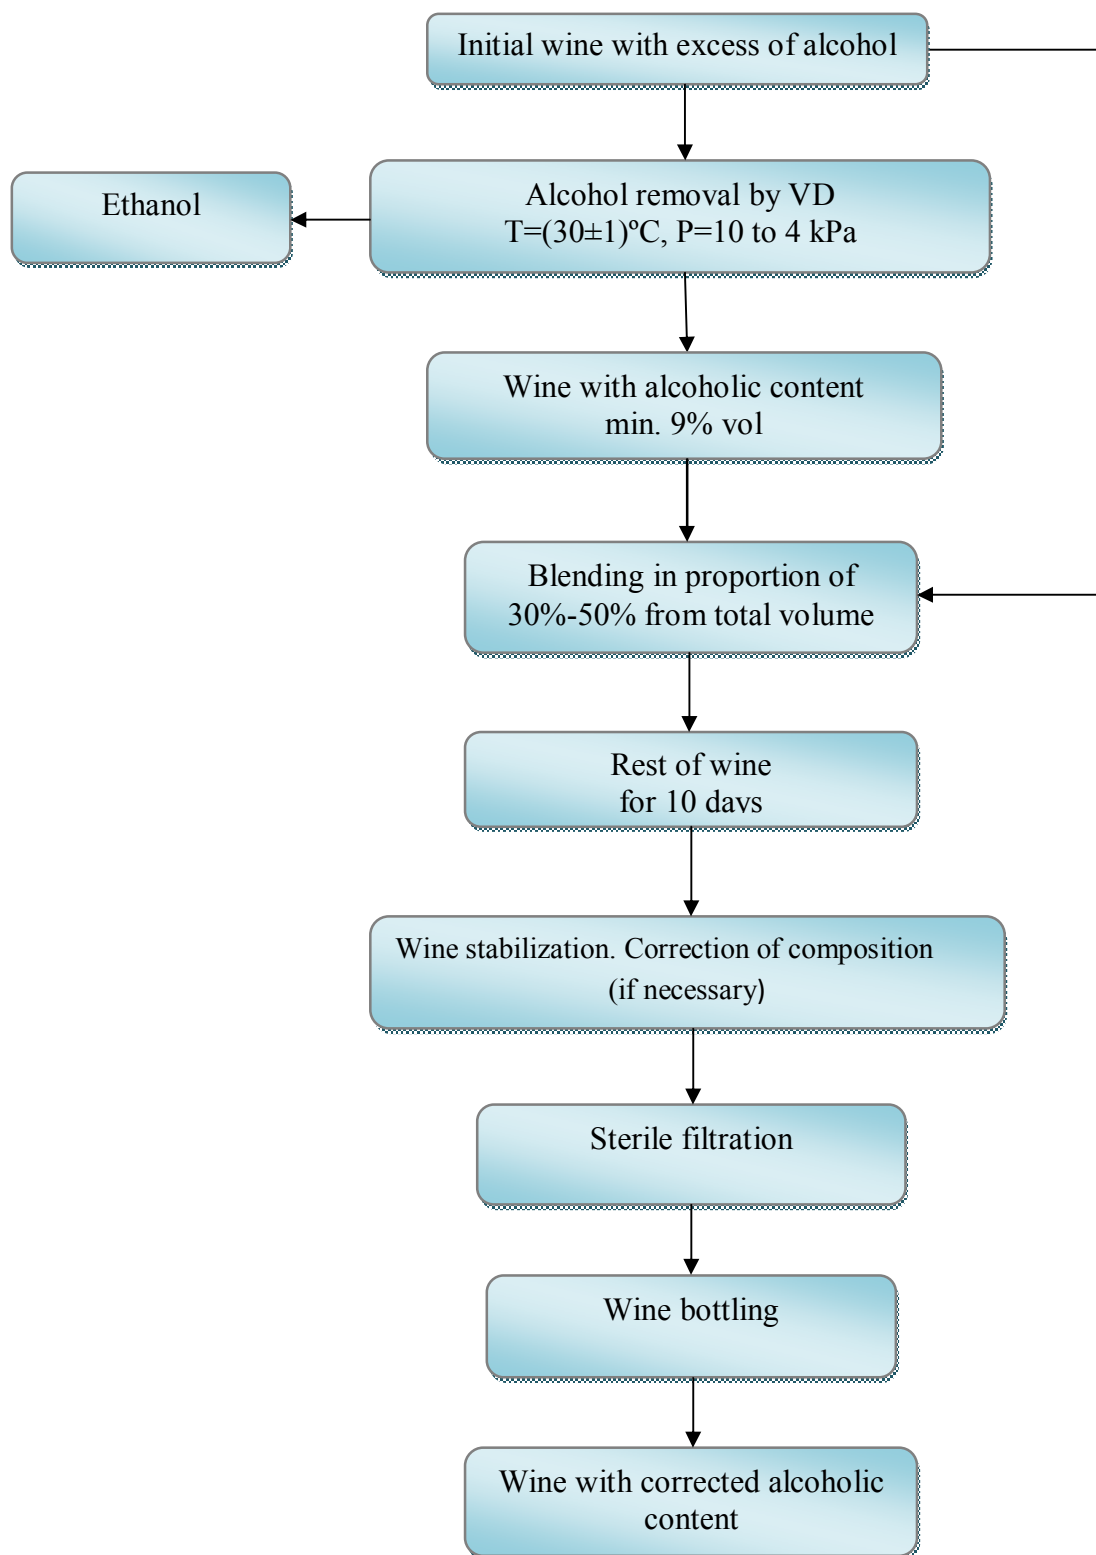 Initial wine with excess of alcohol
Ethanol
Alcohol removal by VD
T=(30±1)ºC, P=10 to 4 kPa
Wine with alcoholic content
min. 9% vol
Blending in proportion of
30%-50% from total volume
Rest of wine
for 10 days
Wine stabilization. Correction of composition
(if necessary)
Sterile filtration
Wine bottling
Wine with corrected alcoholic
content